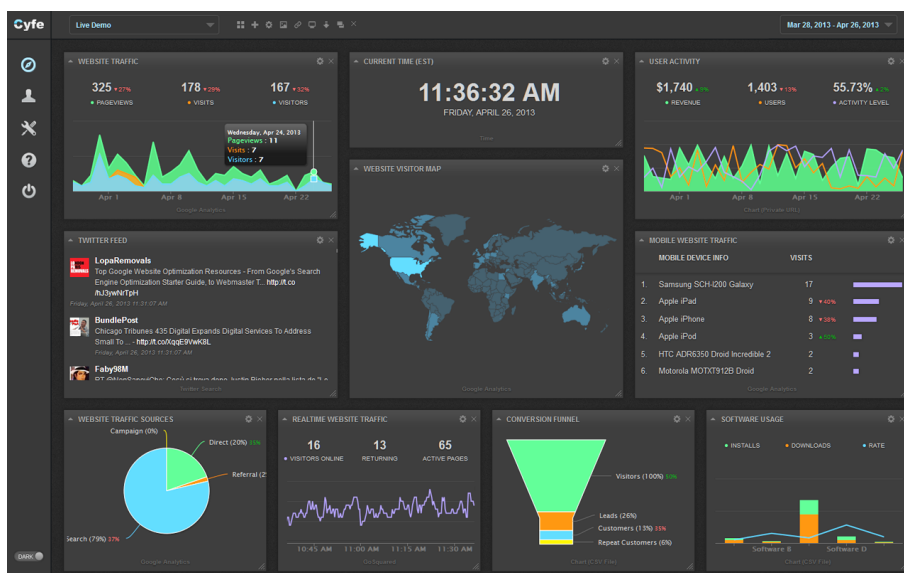 Cyfe
Live Demo
Mar 28, 2013 - Apr 26, 2013
WEBSITE TRAFFIC
325 ▾27%
178 ▾29%
167 ▾32%
PAGEVIEWS
VISITS
VISITORS
Wednesday, Apr 24, 2013
Pageviews : 11
Visits : 7
Visitors : 7
Apr 1
Apr 8
Apr 15
Apr 22
Google Analytics
CURRENT TIME (EST)
11:36:32 AM
FRIDAY, APRIL 26, 2013
Time
USER ACTIVITY
$1,740
1,403 ▾13%
55.73%
REVENUE
USERS
ACTIVITY LEVEL
Apr 1
Apr 8
Apr 15
Apr 22
Chart (Private URL)
WEBSITE VISITOR MAP
Google Analytics
TWITTER FEED
LopaRemovals
Top Google Website Optimization Resources - From Google's Search
Engine Optimization Starter Guide, to Webmaster T... http://t.co
/hJ3ywNrTpH
Friday, April 26, 2013 11:31:07 AM
BundlePost
Chicago Tribunes 435 Digital Expands Digital Services To Address
Small To ... - http://t.co/XqqE9VwK8L
Friday, April 26, 2013 11:31:07 AM
Faby98M
Twitter Search
MOBILE WEBSITE TRAFFIC
MOBILE DEVICE INFO VISITS
1. Samsung SCH-I200 Galaxy 17
2. Apple iPad 9 ▾40%
3. Apple iPhone 8 ▾38%
4. Apple iPod 3
5. HTC ADR6350 Droid Incredible 2 2
6. Motorola MOTXT912B Droid 2
Google Analytics
WEBSITE TRAFFIC SOURCES
Campaign (0%)
Direct (20%)
Referral (2
Search (79%) 37%
Google Analytics
REALTIME WEBSITE TRAFFIC
16
13
65
VISITORS ONLINE
RETURNING
ACTIVE PAGES
10:45 AM
11:00 AM
11:15 AM
11:30 AM
GoSquared
CONVERSION FUNNEL
Visitors (100%)
Leads (26%)
Customers (13%) 35%
Repeat Customers (6%)
Chart (CSV File)
SOFTWARE USAGE
INSTALLS
DOWNLOADS
RATE
Software B
Software D
Chart (CSV File)
DARK